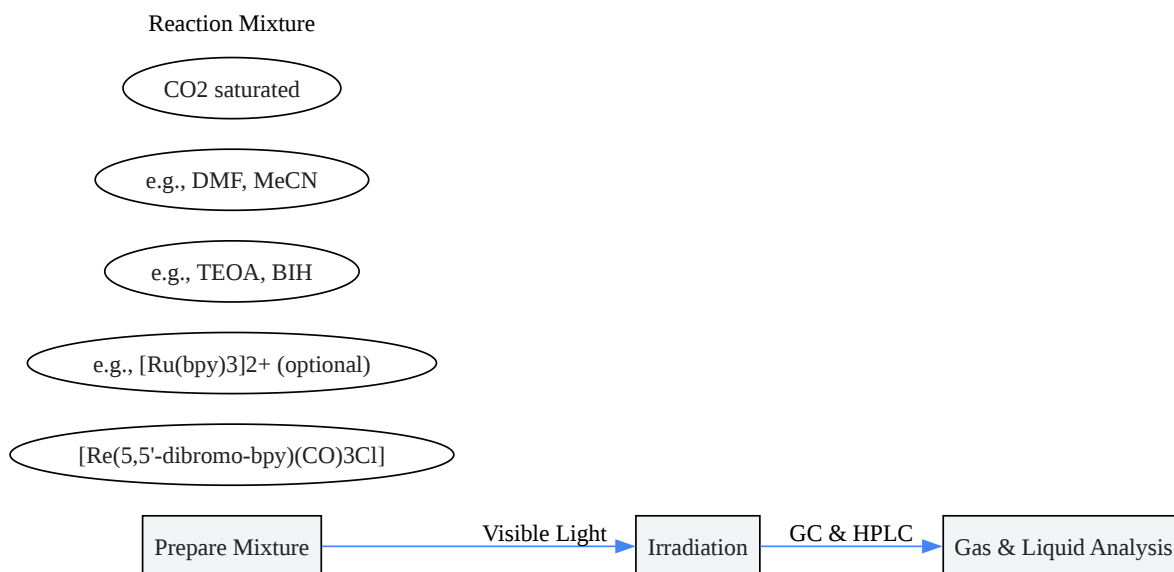 Reaction Mixture
CO2 saturated
e.g., DMF, MeCN
e.g., TEOA, BIH
e.g., [Ru(bpy)3]2+ (optional)
[Re(5,5'-dibromo-bpy)(CO)3Cl]
Prepare Mixture
Visible Light
Irradiation
GC & HPLC
Gas & Liquid Analysis